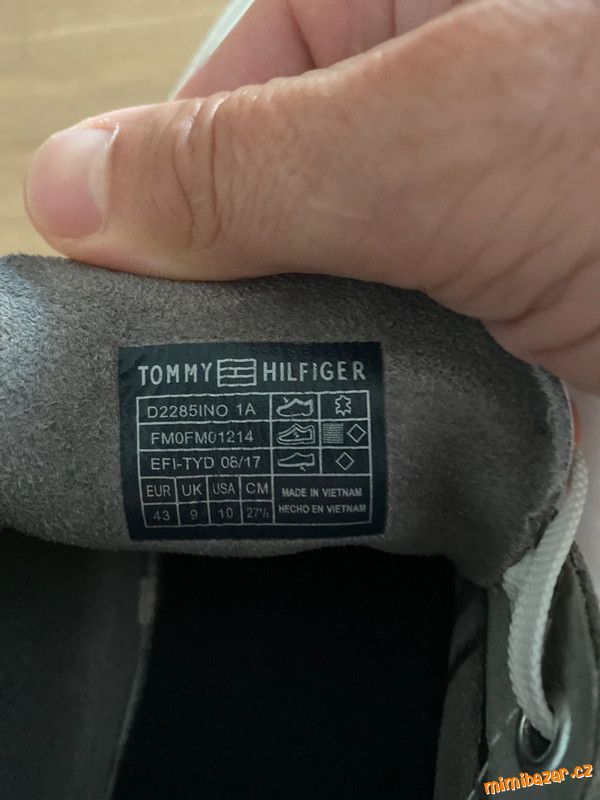 TOMMY HILFIGER
D2285INO 1A
FM0FM01214
EFI-TYD 08/17
EUR UK USA CM
43 9 10 27½
MADE IN VIETNAM
HECHO EN VIETNAM
mimibazar.cz